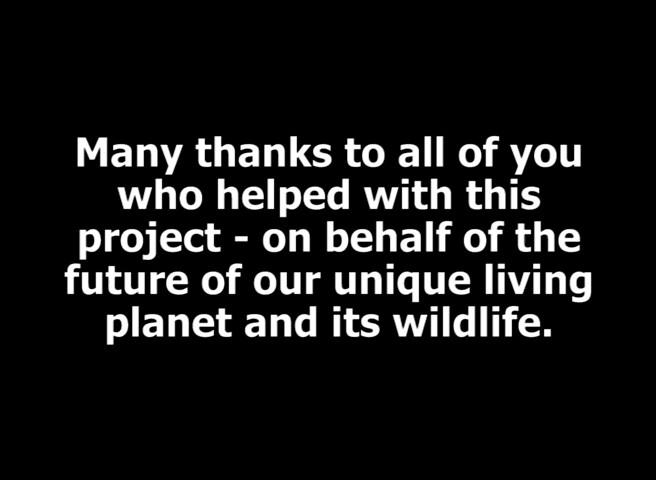 Many thanks to all of you
who helped with this
project - on behalf of the
future of our unique living
planet and its wildlife.